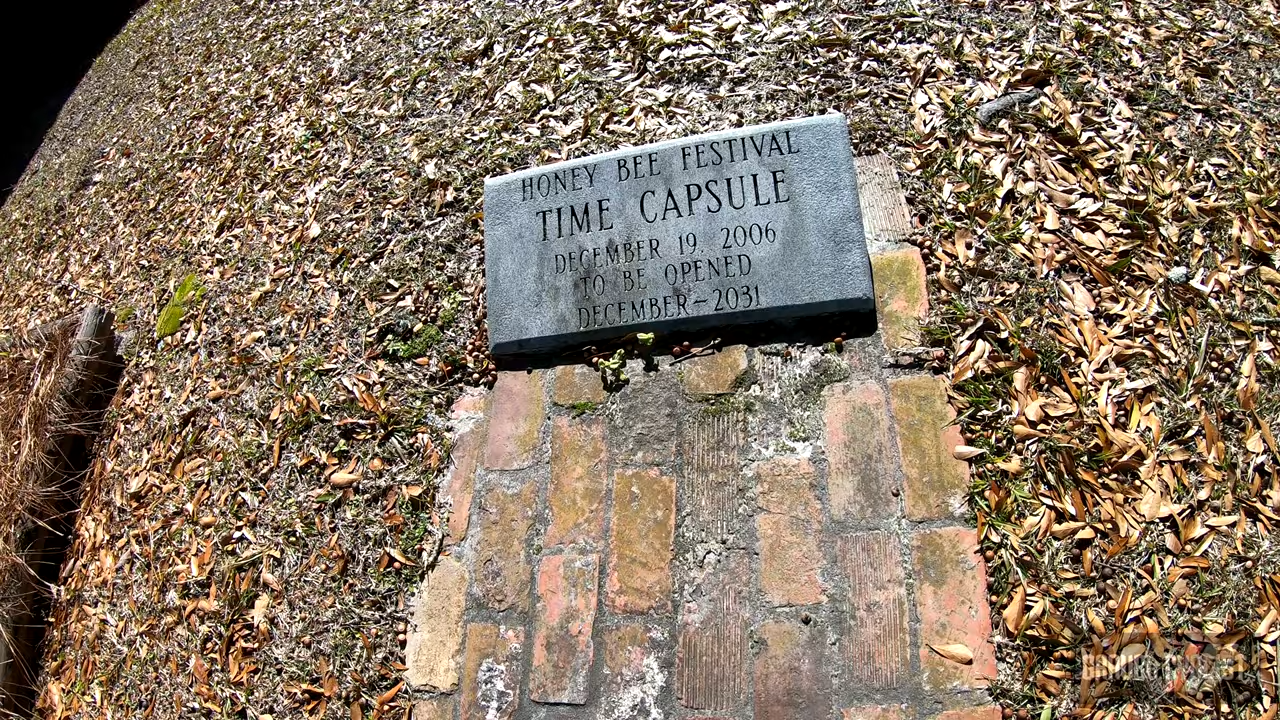 HONEY BEE FESTIVAL
TIME CAPSULE
DECEMBER 19, 2006
TO BE OPENED
DECEMBER-2031